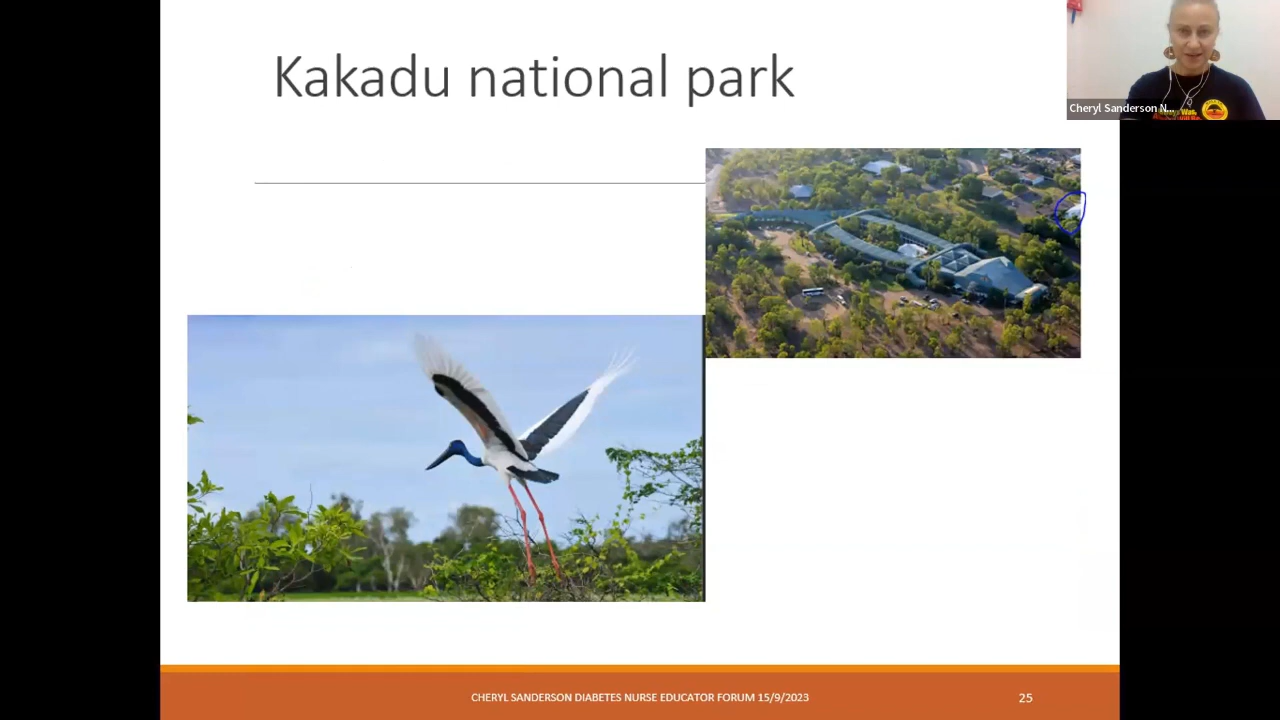 Kakadu national park
Cheryl Sanderson N...
CHERYL SANDERSON DIABETES NURSE EDUCATOR FORUM 15/9/2023
25